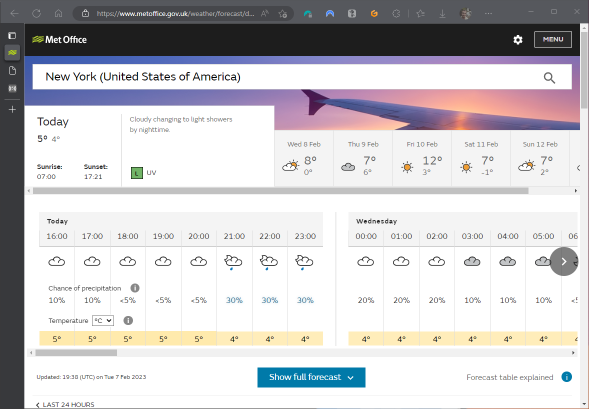 https://www.metoffice.gov.uk/weather/forecast/d...
Met Office
MENU
New York (United States of America)
Today
5° 4°
Cloudy changing to light showers
by nighttime.
Sunrise: Sunset:
07:00 17:21
L UV
Wed 8 Feb Thu 9 Feb Fri 10 Feb Sat 11 Feb Sun 12 Feb
8° 7° 12° 7° 7°
0° 6° 3° -1° 2°
Today Wednesday
16:00 17:00 18:00 19:00 20:00 21:00 22:00 23:00 00:00 01:00 02:00 03:00 04:00 05:00 06
Chance of precipitation
10% 10% <5% <5% <5% 30% 30% 30% 20% 20% 20% 10% 10% 10% <5
Temperature °C
5° 5° 5° 5° 5° 4° 4° 4° 4° 4° 4° 4° 4° 4° 4
Updated: 19:38 (UTC) on Tue 7 Feb 2023
Show full forecast
Forecast table explained
LAST 24 HOURS